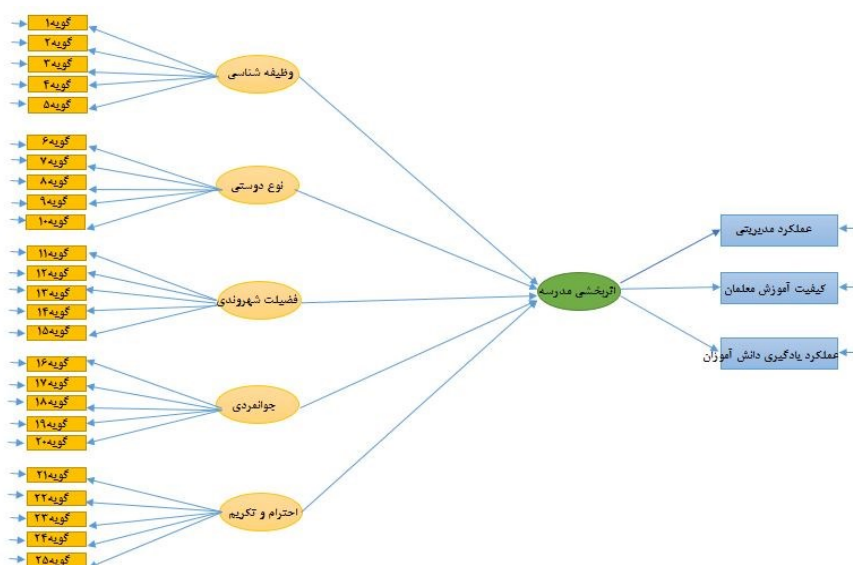 گویه۱
گویه۲
گویه۳
گویه۴
گویه۵
وظیفه شناسی
گویه۶
گویه۷
گویه۸
گویه۹
گویه۱۰
نوع دوستی
گویه۱۱
گویه۱۲
گویه۱۳
گویه۱۴
گویه۱۵
فضیلت شهروندی
گویه۱۶
گویه۱۷
گویه۱۸
گویه۱۹
گویه۲۰
جوانمردی
گویه۲۱
گویه۲۲
گویه۲۳
گویه۲۴
گویه۲۵
احترام و تکریم
اثربخشی مدرسه
عملکرد مدیریتی
کیفیت آموزش معلمان
عملکرد یادگیری دانش آموزان